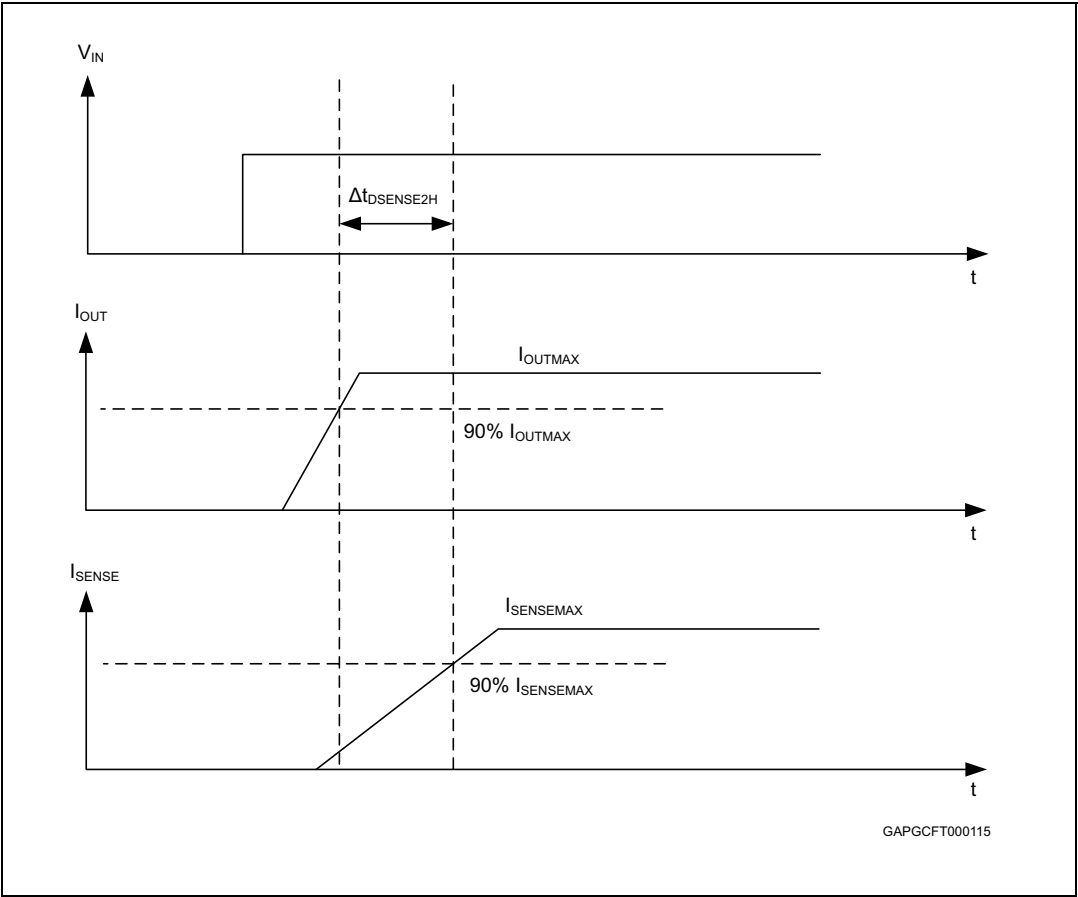 VIN
ΔtDSENSE2H
t
IOUT
IOUTMAX
90% IOUTMAX
t
ISENSE
ISENSEMAX
90% ISENSEMAX
t
GAPGCFT000115